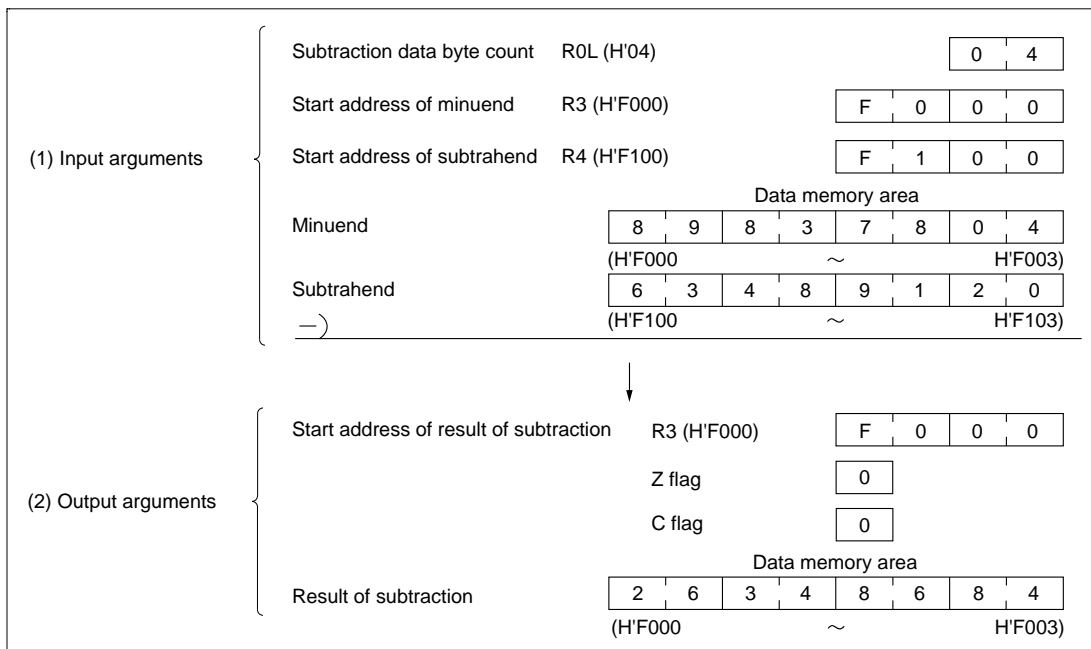 Subtraction data byte count R0L (H'04) 0 4
Start address of minuend R3 (H'F000) F 0 0 0
(1) Input arguments
Start address of subtrahend R4 (H'F100) F 1 0 0
Data memory area
Minuend 8 9 8 3 7 8 0 4
(H'F000 ～ H'F003)
Subtrahend 6 3 4 8 9 1 2 0
—) (H'F100 ～ H'F103)
Start address of result of subtraction R3 (H'F000) F 0 0 0
Z flag 0
(2) Output arguments
C flag 0
Data memory area
Result of subtraction 2 6 3 4 8 6 8 4
(H'F000 ～ H'F003)